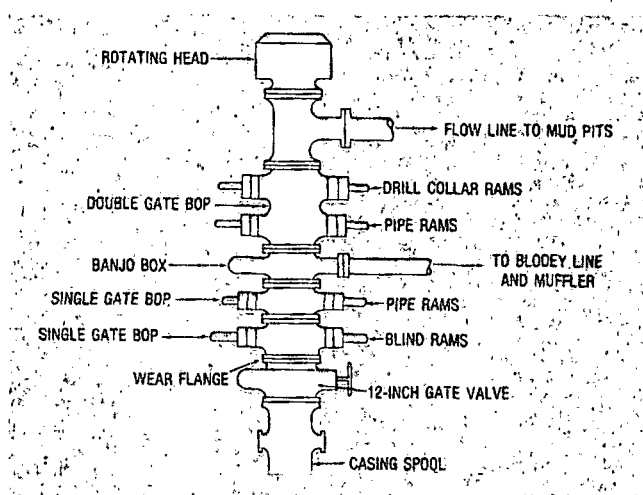 ROTATING HEAD
FLOW LINE TO MUD PITS
DRILL COLLAR RAMS
DOUBLE GATE BOP
PIPE RAMS
BANJO BOX
TO BLOOEY LINE
AND MUFFLER
SINGLE GATE BOP
PIPE RAMS
SINGLE GATE BOP
BLIND RAMS
WEAR FLANGE
12-INCH GATE VALVE
CASING SPOOL